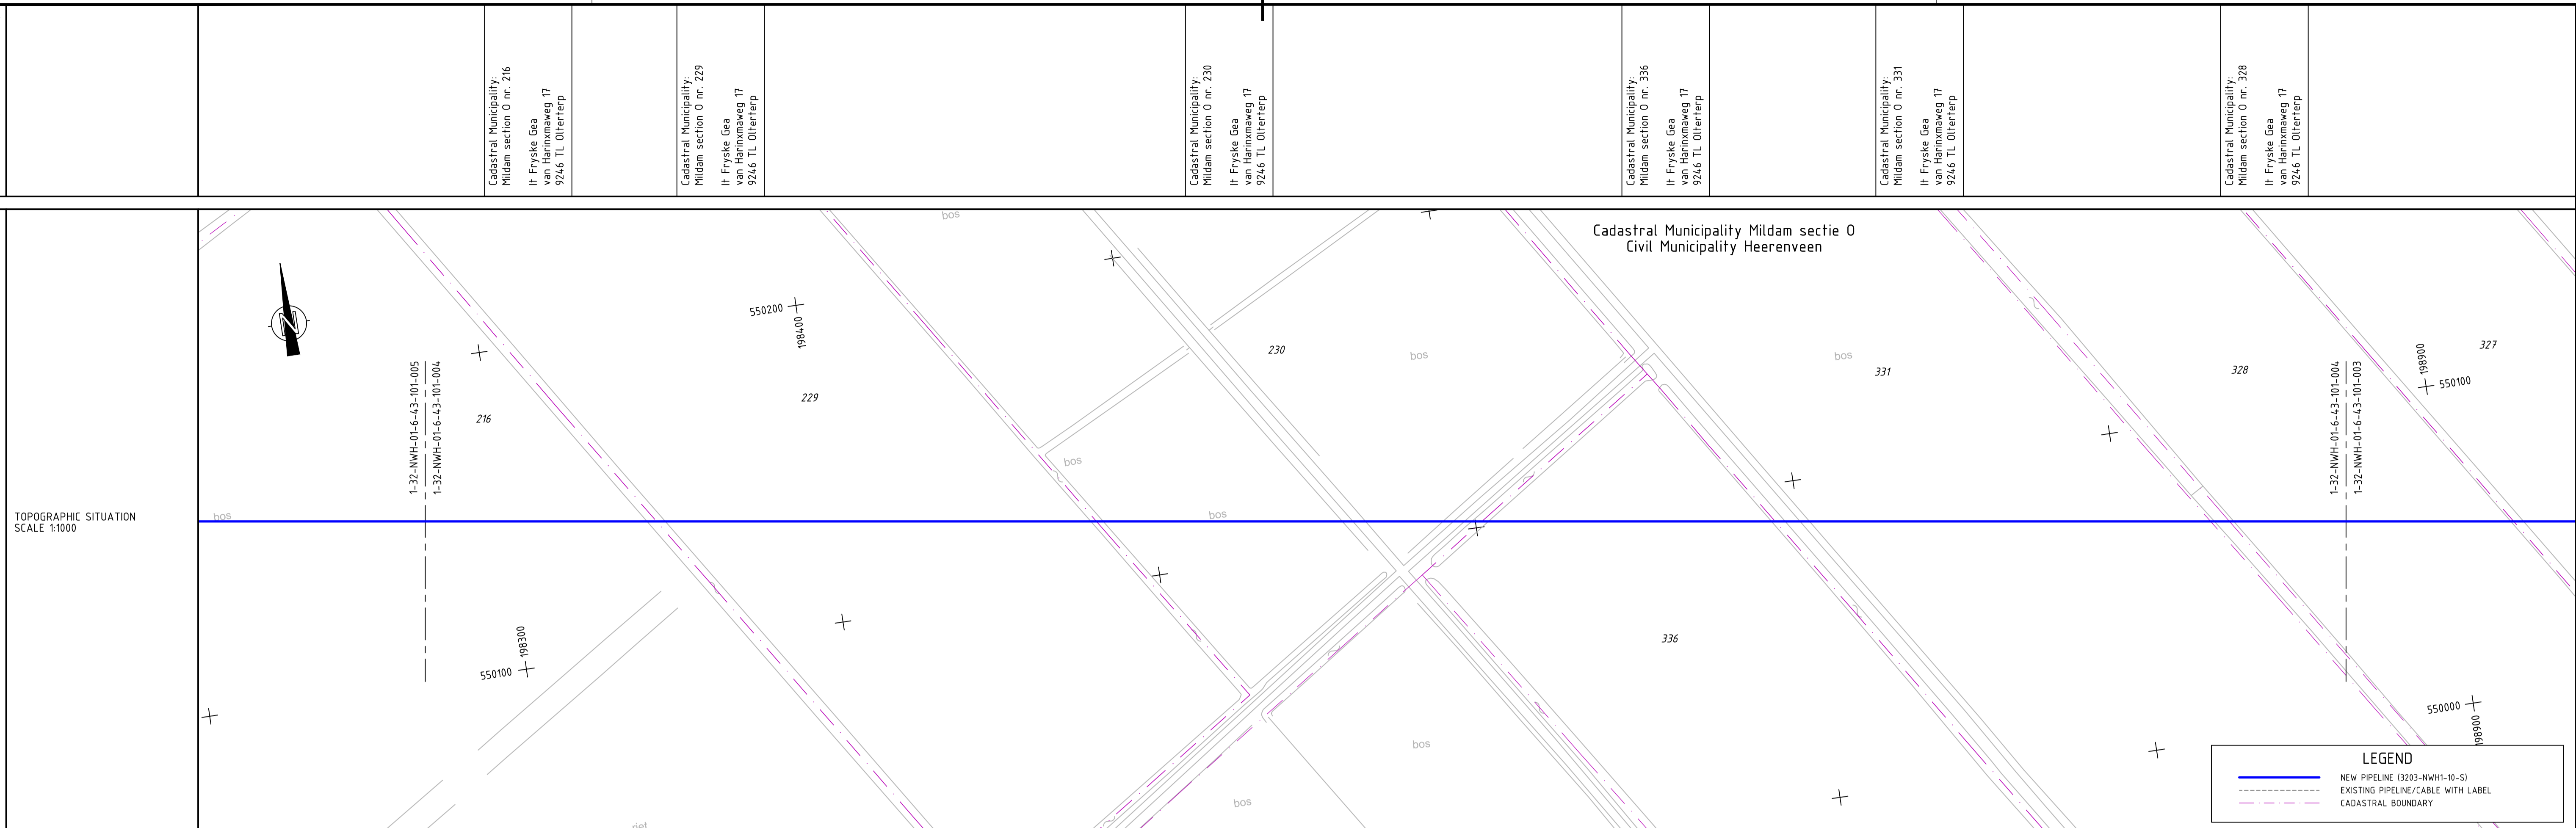 Cadastral Municipality:
Mildam section O nr. 216
It Fryske Gea
van Harinxmaweg 17
9246 TL Olterterp
Cadastral Municipality:
Mildam section O nr. 229
It Fryske Gea
van Harinxmaweg 17
9246 TL Olterterp
Cadastral Municipality:
Mildam section O nr. 230
It Fryske Gea
van Harinxmaweg 17
9246 TL Olterterp
Cadastral Municipality:
Mildam section O nr. 336
It Fryske Gea
van Harinxmaweg 17
9246 TL Olterterp
Cadastral Municipality:
Mildam section O nr. 331
It Fryske Gea
van Harinxmaweg 17
9246 TL Olterterp
Cadastral Municipality:
Mildam section O nr. 328
It Fryske Gea
van Harinxmaweg 17
9246 TL Olterterp
TOPOGRAPHIC SITUATION
SCALE 1:1000
Cadastral Municipality Mildam sectie O
Civil Municipality Heerenveen
bos
N
550200
198400
230
bos
bos
331
328
198900
550100
327
1-32-NWH-01-6-43-101-005
1-32-NWH-01-6-43-101-004
216
229
1-32-NWH-01-6-43-101-004
1-32-NWH-01-6-43-101-003
bos
bos
bos
198300
550100
336
550000
198900
bos
bos
LEGEND
NEW PIPELINE (3203-NWH1-10-S)
EXISTING PIPELINE/CABLE WITH LABEL
CADASTRAL BOUNDARY